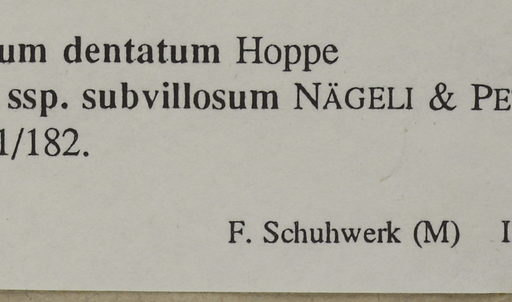 um dentatum Hoppe
ssp. subvillosum NÄGELI & PE
1/182.
F. Schuhwerk (M) I